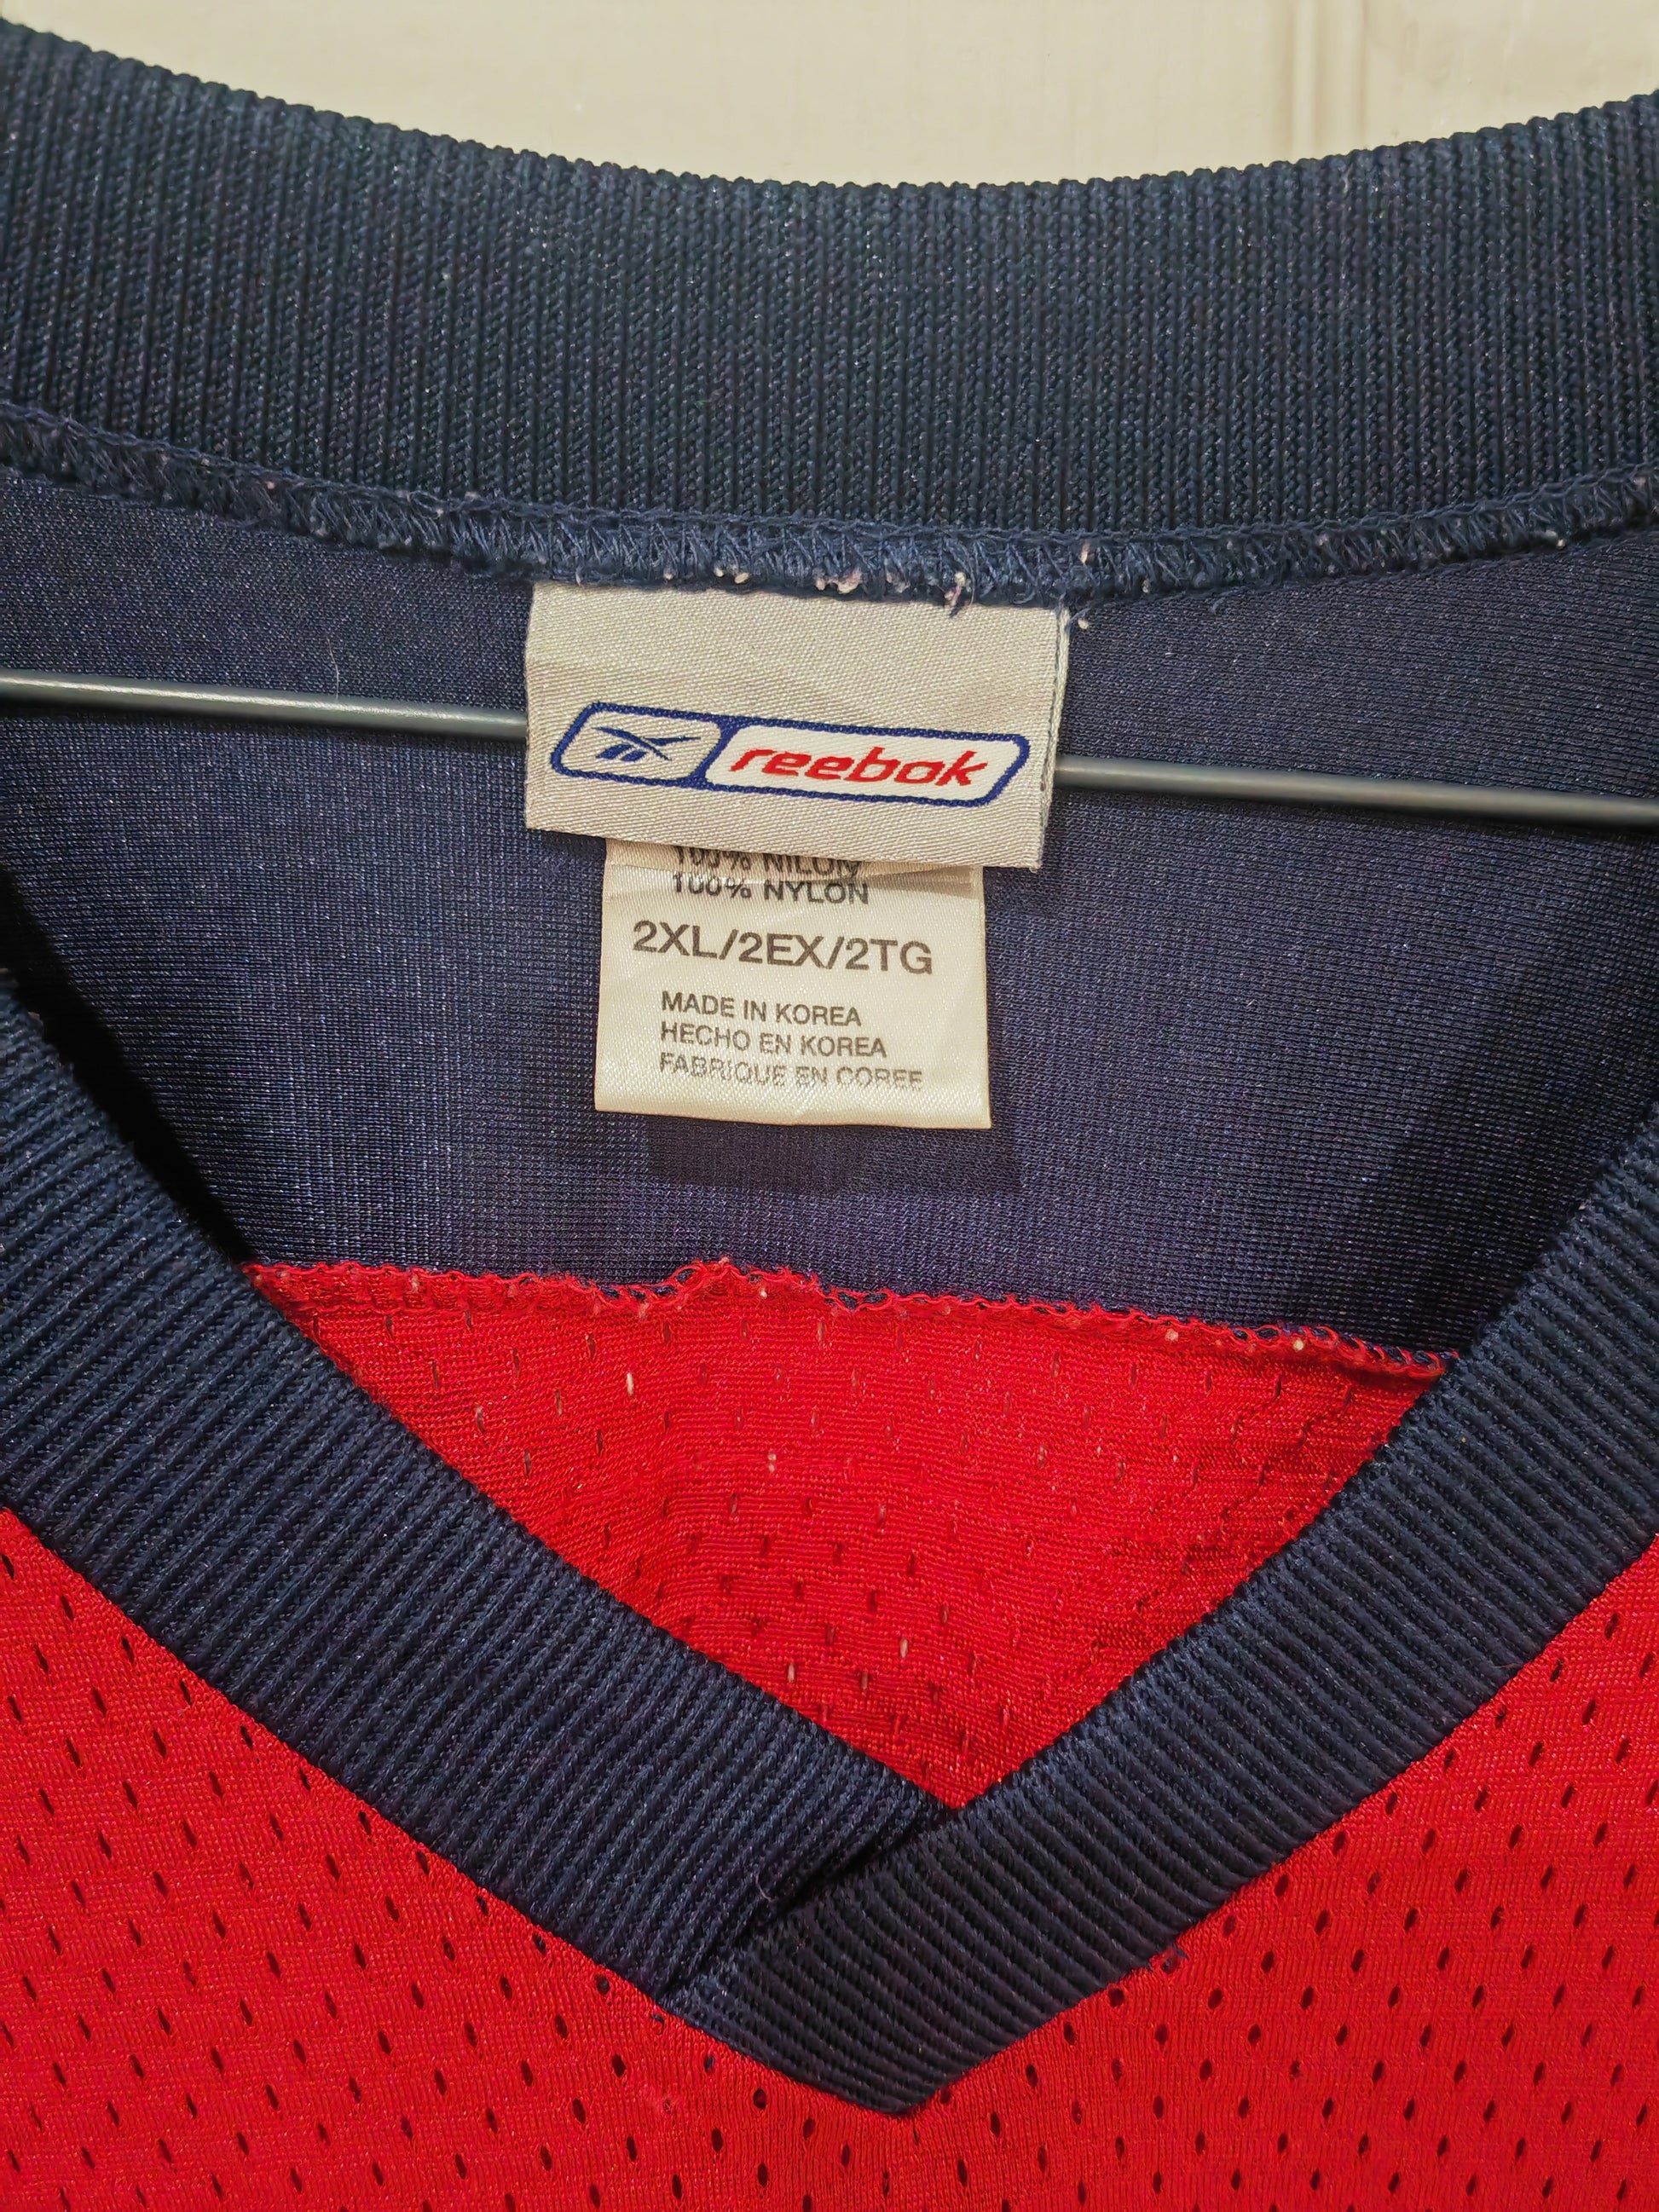 reebok
100% NILON
100% NYLON
2XL/2EX/2TG
MADE IN KOREA
HECHO EN KOREA
FABRIQUE EN COREE